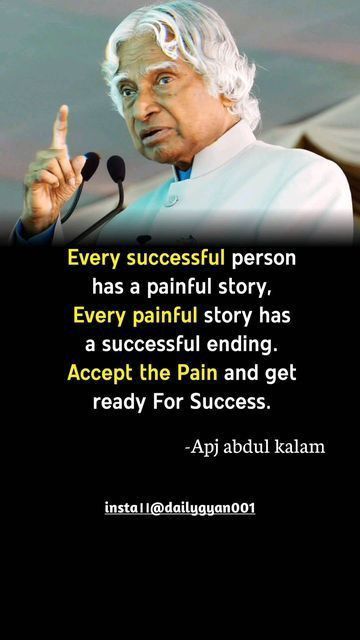 Every successful person
has a painful story,
Every painful story has
a successful ending.
Accept the Pain and get
ready For Success.
-Apj abdul kalam
insta||@dailygyan001